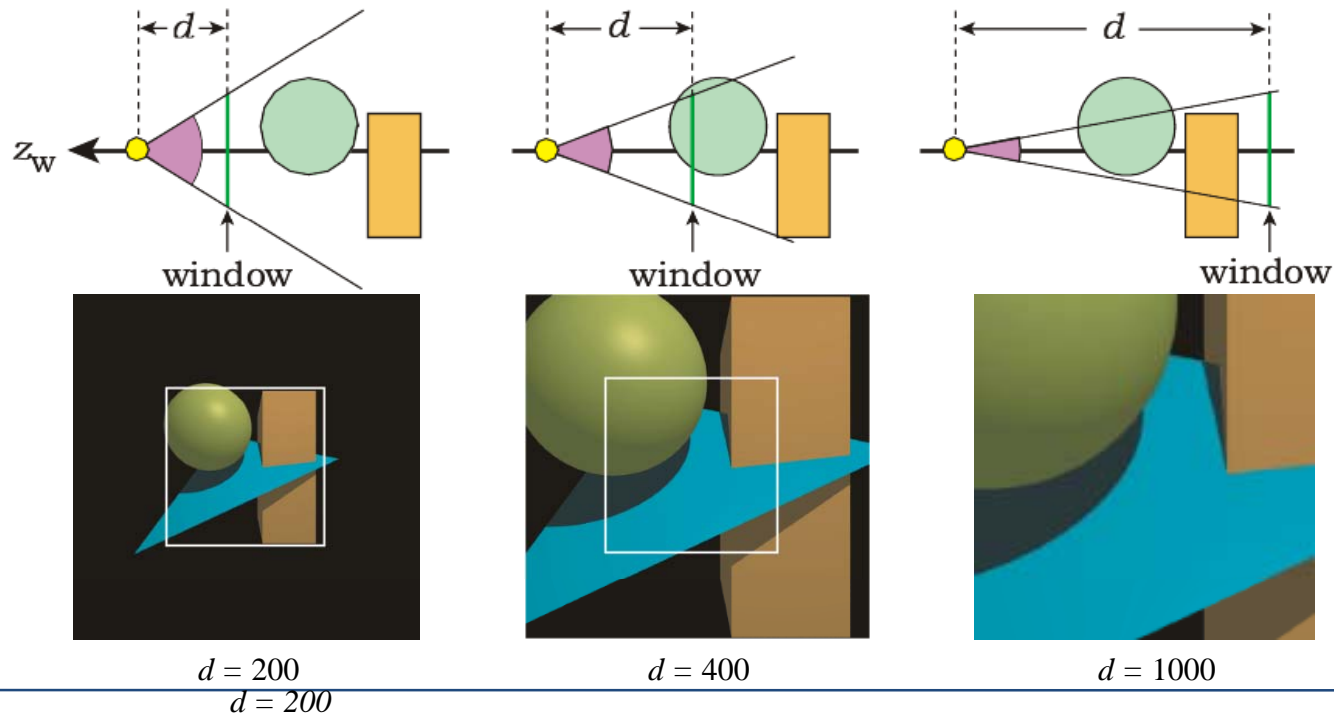 d
d
d
z_w
window
window
window
d = 200
d = 400
d = 1000
d = 200